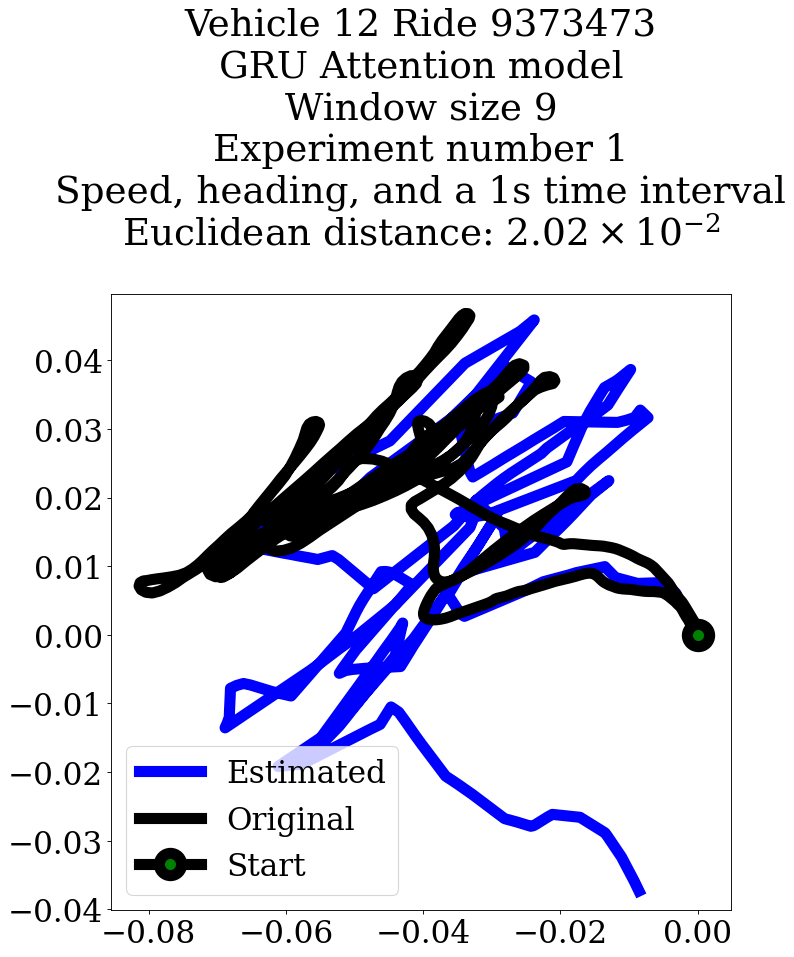 Vehicle 12 Ride 9373473
GRU Attention model
Window size 9
Experiment number 1
Speed, heading, and a 1s time interval
Euclidean distance: 2.02 × 10⁻²
0.04
0.03
0.02
0.01
0.00
−0.01
−0.02
−0.03
−0.04
Estimated
Original
Start
−0.08 −0.06 −0.04 −0.02 0.00